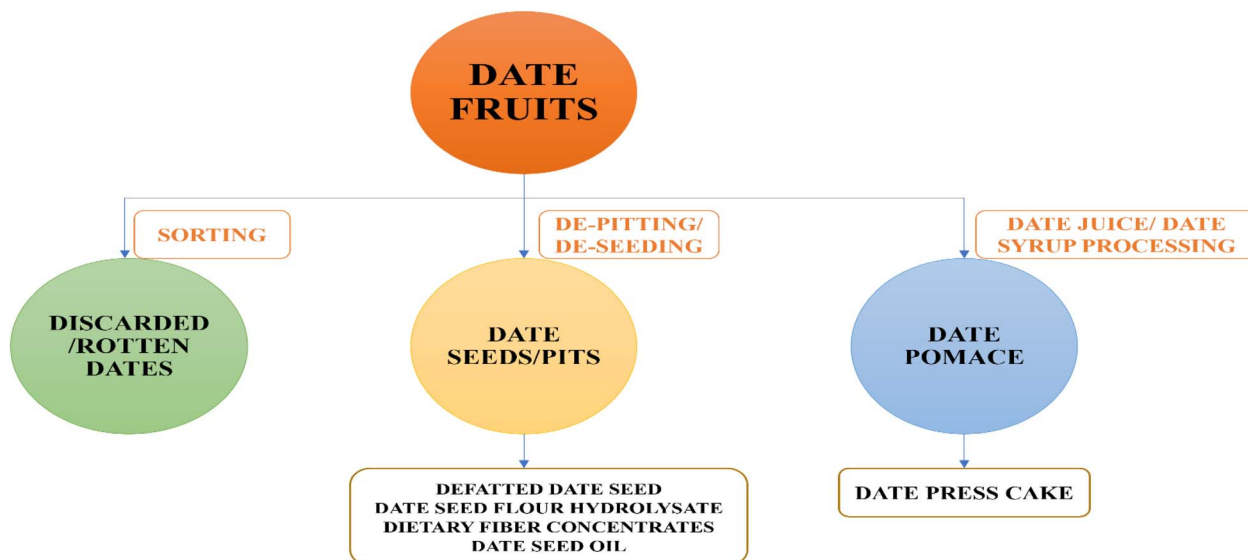 DATE
FRUITS
SORTING
DE-PITTING/
DE-SEEDING
DATE JUICE/ DATE
SYRUP PROCESSING
DISCARDED
/ROTTEN
DATES
DATE
SEEDS/PITS
DATE
POMACE
DEFATTED DATE SEED
DATE SEED FLOUR HYDROLYSATE
DIETARY FIBER CONCENTRATES
DATE SEED OIL
DATE PRESS CAKE